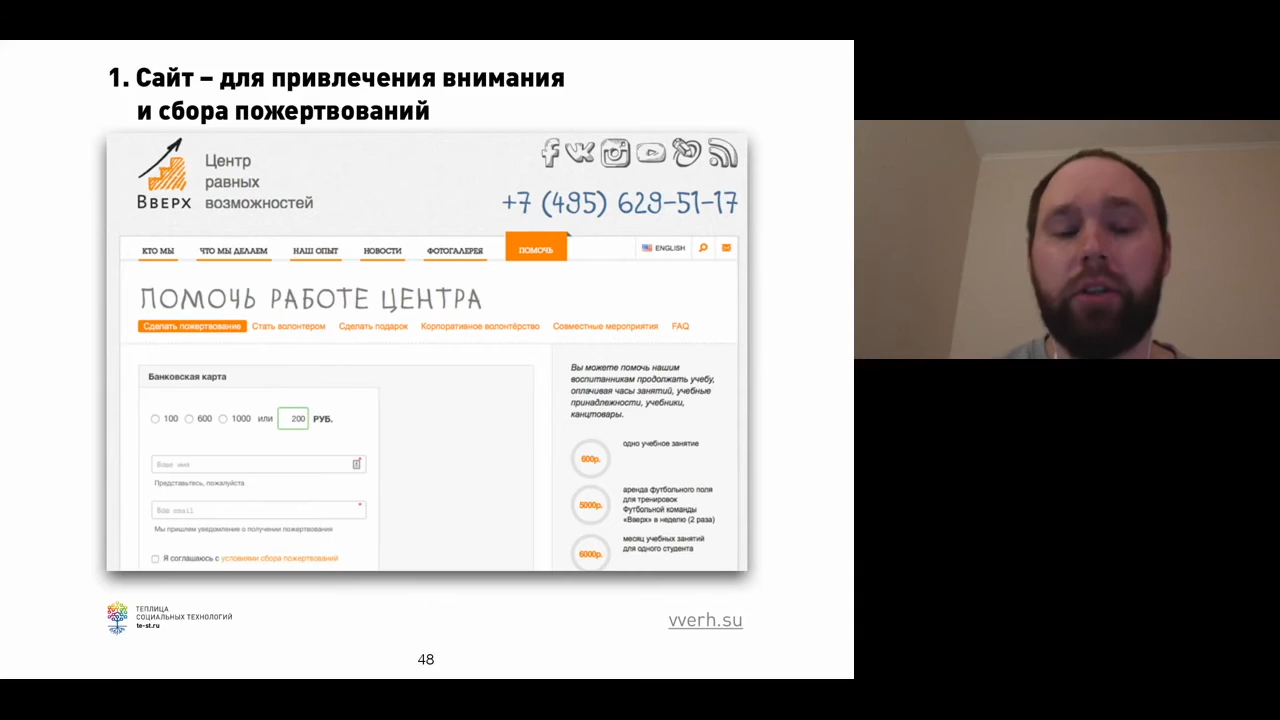 1. Сайт – для привлечения внимания
и сбора пожертвований
Вверх
Центр
равных
возможностей
+7 (495) 629-51-17
КТО МЫ ЧТО МЫ ДЕЛАЕМ НАШ ОПЫТ НОВОСТИ ФОТОГАЛЕРЕЯ ПОМОЧЬ ENGLISH
ПОМОЧЬ РАБОТЕ ЦЕНТРА
Сделать пожертвование Стать волонтером Сделать подарок Корпоративное волонтёрство Совместные мероприятия FAQ
Банковская карта
100 600 1000 или 200 РУБ.
Ваше имя
Представьтесь, пожалуйста
Ваш email
Мы пришлем уведомление о получении пожертвования
Я соглашаюсь с условиями сбора пожертвований
Вы можете помочь нашим
воспитанникам продолжать учебу,
оплачивая часы занятий, учебные
принадлежности, учебники,
канцтовары.
600р.
одно учебное занятие
5000р.
аренда футбольного поля
для тренировок
Футбольной команды
«Вверх» в неделю (2 раза)
6000р.
месяц учебных занятий
для одного студента
ТЕПЛИЦА
СОЦИАЛЬНЫХ ТЕХНОЛОГИЙ
te-st.ru
vverh.su
48